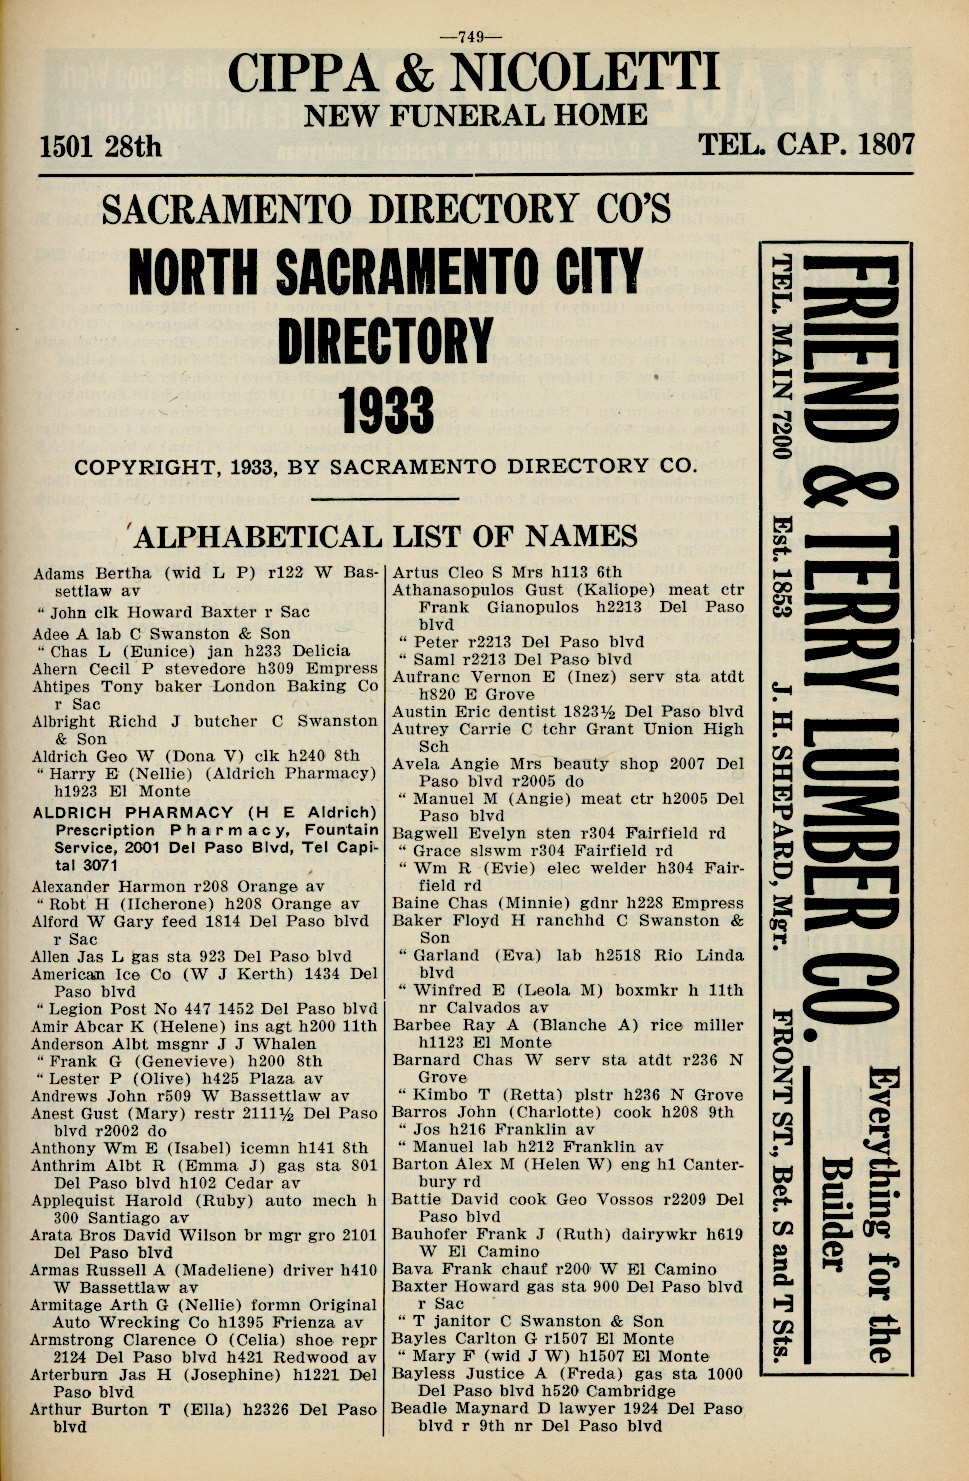 —749—
CIPPA & NICOLETTI
NEW FUNERAL HOME
1501 28th TEL. CAP. 1807
SACRAMENTO DIRECTORY CO'S
NORTH SACRAMENTO CITY
DIRECTORY
1933
COPYRIGHT, 1933, BY SACRAMENTO DIRECTORY CO.
ALPHABETICAL LIST OF NAMES
Adams Bertha (wid L P) r122 W Bas-
settlaw av
" John clk Howard Baxter r Sac
Adee A lab C Swanston & Son
" Chas L (Eunice) jan h233 Delicia
Ahern Cecil P stevedore h309 Empress
Ahtipes Tony baker London Baking Co
r Sac
Albright Richd J butcher C Swanston
& Son
Aldrich Geo W (Dona V) clk h240 8th
" Harry E (Nellie) (Aldrich Pharmacy)
h1923 El Monte
ALDRICH PHARMACY (H E Aldrich)
Prescription Pharmacy, Fountain
Service, 2001 Del Paso Blvd, Tel Capi-
tal 3071
Alexander Harmon r208 Orange av
" Robt H (Ilcherone) h208 Orange av
Alford W Gary feed 1814 Del Paso blvd
r Sac
Allen Jas L gas sta 923 Del Paso blvd
American Ice Co (W J Kerth) 1434 Del
Paso blvd
" Legion Post No 447 1452 Del Paso blvd
Amir Abcar K (Helene) ins agt h200 11th
Anderson Albt msgnr J J Whalen
" Frank G (Genevieve) h200 8th
" Lester P (Olive) h425 Plaza av
Andrews John r509 W Bassettlaw av
Anest Gust (Mary) restr 2111½ Del Paso
blvd r2002 do
Anthony Wm E (Isabel) icemn h141 8th
Anthrim Albt R (Emma J) gas sta 801
Del Paso blvd h102 Cedar av
Applequist Harold (Ruby) auto mech h
300 Santiago av
Arata Bros David Wilson br mgr gro 2101
Del Paso blvd
Armas Russell A (Madeliene) driver h410
W Bassettlaw av
Armitage Arth G (Nellie) formn Original
Auto Wrecking Co h1395 Frienza av
Armstrong Clarence O (Celia) shoe repr
2124 Del Paso blvd h421 Redwood av
Arterburn Jas H (Josephine) h1221 Del
Paso blvd
Arthur Burton T (Ella) h2326 Del Paso
blvd
Artus Cleo S Mrs h113 6th
Athanasopulos Gust (Kaliope) meat ctr
Frank Gianopulos h2213 Del Paso
blvd
" Peter r2213 Del Paso blvd
" Saml r2213 Del Paso blvd
Aufranc Vernon E (Inez) serv sta atdt
h820 E Grove
Austin Eric dentist 1823½ Del Paso blvd
Autrey Carrie C tchr Grant Union High
Sch
Avela Angie Mrs beauty shop 2007 Del
Paso blvd r2005 do
" Manuel M (Angie) meat ctr h2005 Del
Paso blvd
Bagwell Evelyn sten r304 Fairfield rd
" Grace slswm r304 Fairfield rd
" Wm R (Evie) elec welder h304 Fair-
field rd
Baine Chas (Minnie) gdnr h228 Empress
Baker Floyd H ranchhd C Swanston &
Son
" Garland (Eva) lab h2518 Rio Linda
blvd
" Winfred E (Leola M) boxmkr h 11th
nr Calvados av
Barbee Ray A (Blanche A) rice miller
h1123 El Monte
Barnard Chas W serv sta atdt r236 N
Grove
" Kimbo T (Retta) plstr h236 N Grove
Barros John (Charlotte) cook h208 9th
" Jos h216 Franklin av
" Manuel lab h212 Franklin av
Barton Alex M (Helen W) eng h1 Canter-
bury rd
Battie David cook Geo Vossos r2209 Del
Paso blvd
Bauhofer Frank J (Ruth) dairywkr h619
W El Camino
Bava Frank chauf r200 W El Camino
Baxter Howard gas sta 900 Del Paso blvd
r Sac
" T janitor C Swanston & Son
Bayles Carlton G r1507 El Monte
" Mary F (wid J W) h1507 El Monte
Bayless Justice A (Freda) gas sta 1000
Del Paso blvd h520 Cambridge
Beadle Maynard D lawyer 1924 Del Paso
blvd r 9th nr Del Paso blvd
FRIEND & TERRY LUMBER CO.
Everything for the
Builder
TEL. MAIN 7200 Est. 1853 J. H. SHEPARD, Mgr. FRONT ST., Bet. S and T Sts.